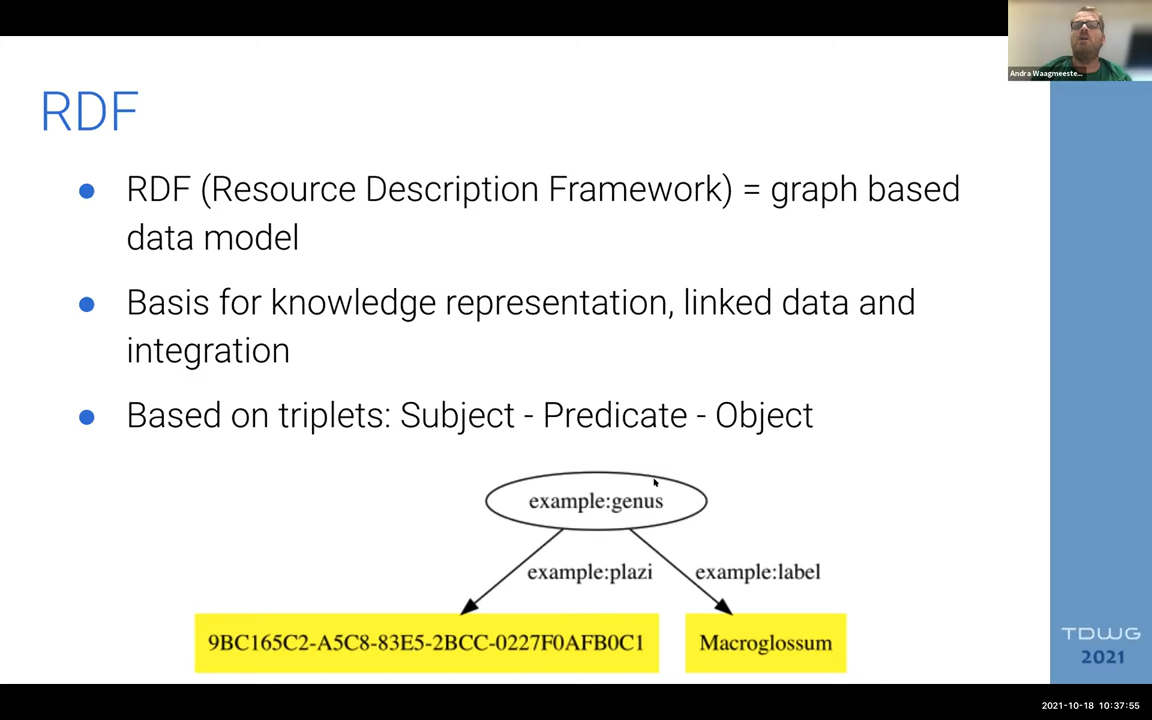 Andra Waagmeeste...
RDF
RDF (Resource Description Framework) = graph based
data model
Basis for knowledge representation, linked data and
integration
Based on triplets: Subject - Predicate - Object
example:genus
example:plazi
example:label
9BC165C2-A5C8-83E5-2BCC-0227F0AFB0C1
Macroglossum
TDWG
2021
2021-10-18 10:37:55